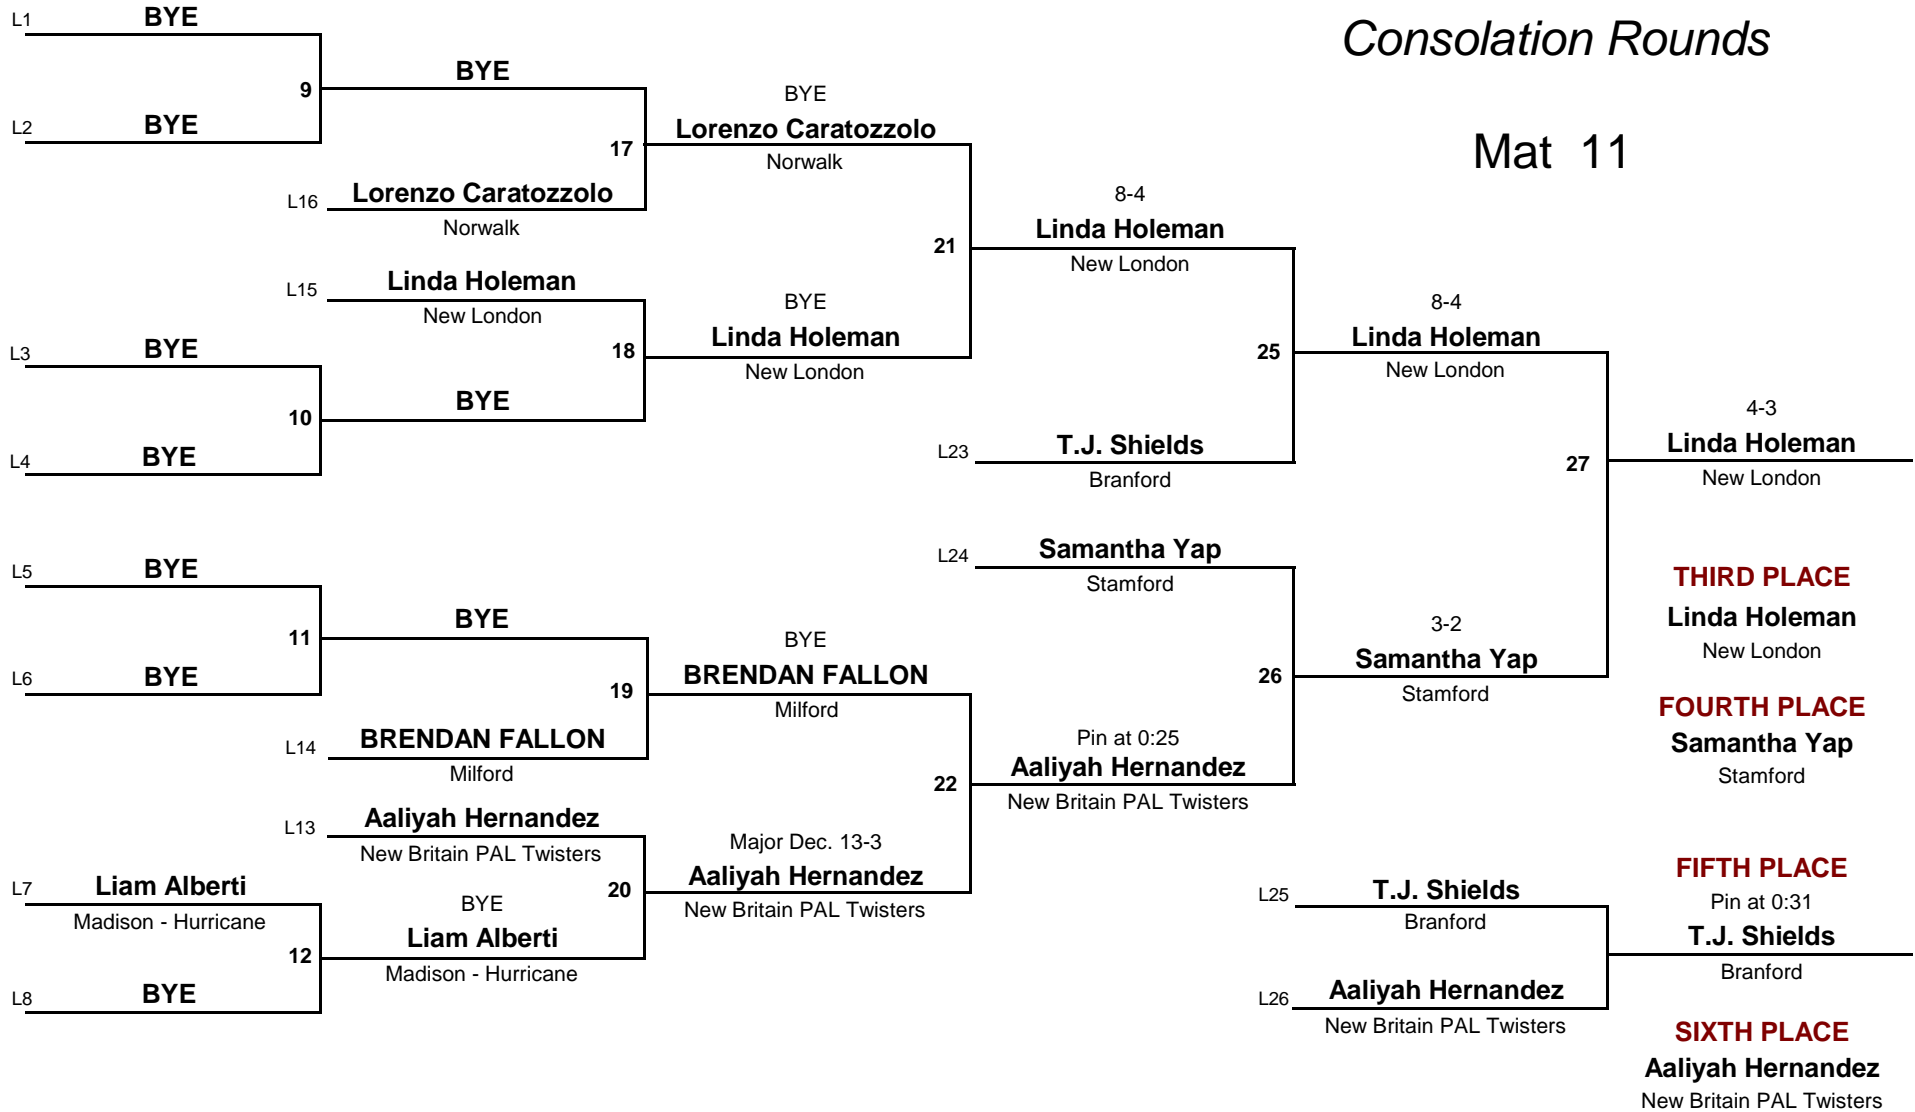 Consolation Rounds
Mat 11
L1
BYE
9
L2
BYE
BYE
17
L16
Lorenzo Caratozzolo
Norwalk
BYE
Lorenzo Caratozzolo
Norwalk
L15
Linda Holeman
New London
18
L3
BYE
10
L4
BYE
BYE
BYE
Linda Holeman
New London
21
8-4
Linda Holeman
New London
25
L23
T.J. Shields
Branford
8-4
Linda Holeman
New London
27
4-3
Linda Holeman
New London
L5
BYE
11
L6
BYE
BYE
19
L14
BRENDAN FALLON
Milford
BYE
BRENDAN FALLON
Milford
L13
Aaliyah Hernandez
New Britain PAL Twisters
20
L7
Liam Alberti
Madison - Hurricane
12
L8
BYE
BYE
Liam Alberti
Madison - Hurricane
Major Dec. 13-3
Aaliyah Hernandez
New Britain PAL Twisters
22
L24
Samantha Yap
Stamford
26
Pin at 0:25
Aaliyah Hernandez
New Britain PAL Twisters
3-2
Samantha Yap
Stamford
THIRD PLACE
Linda Holeman
New London
FOURTH PLACE
Samantha Yap
Stamford
L25
T.J. Shields
Branford
L26
Aaliyah Hernandez
New Britain PAL Twisters
FIFTH PLACE
Pin at 0:31
T.J. Shields
Branford
SIXTH PLACE
Aaliyah Hernandez
New Britain PAL Twisters